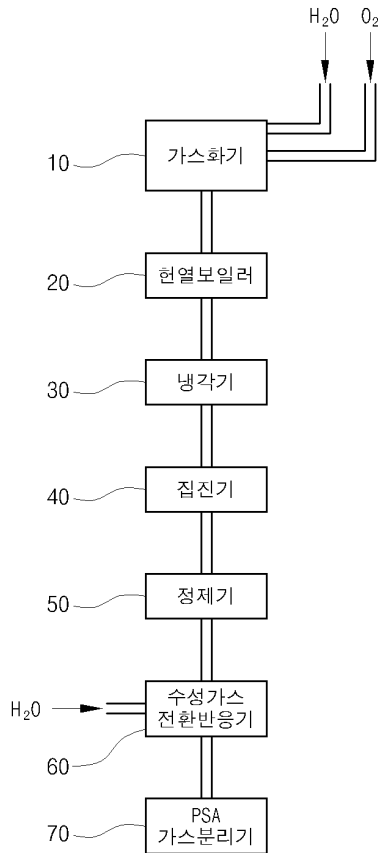 H₂O O₂
10 가스화기
20 헌열보일러
30 냉각기
40 집진기
50 정제기
H₂O 수성가스
전환반응기
60
PSA
70 가스분리기